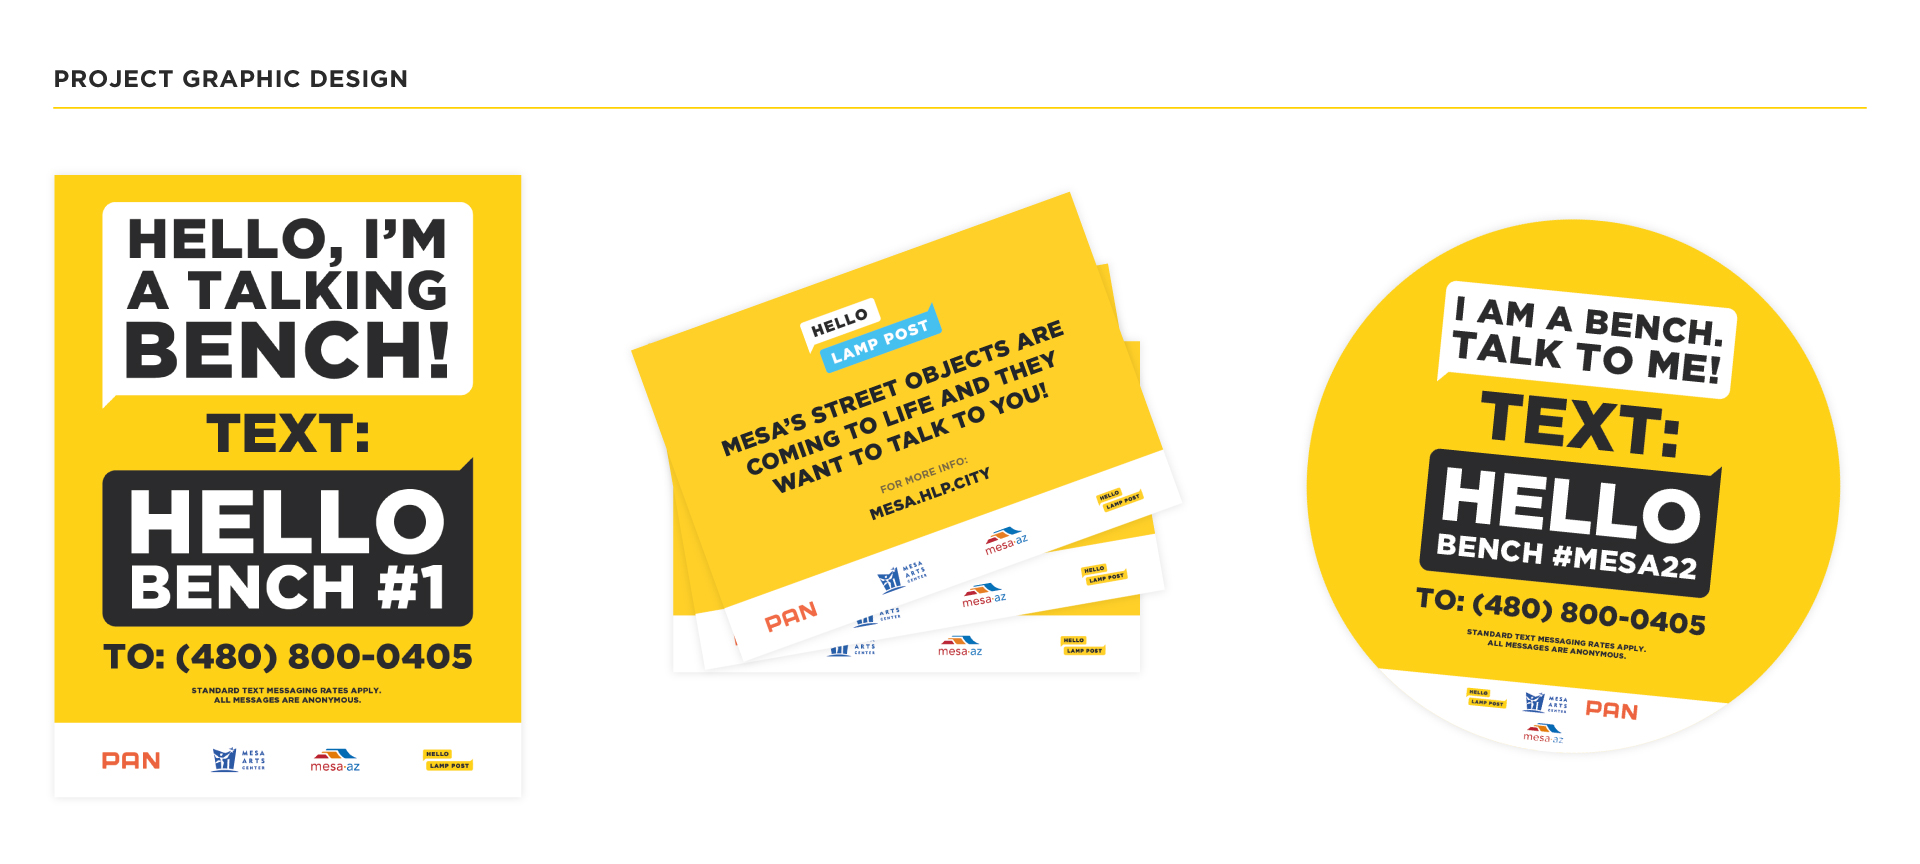 PROJECT GRAPHIC DESIGN
HELLO, I'M
A TALKING
BENCH!
TEXT:
HELLO
BENCH #1
TO: (480) 800-0405
STANDARD TEXT MESSAGING RATES APPLY.
ALL MESSAGES ARE ANONYMOUS.
PAN
MESA
ARTS
CENTER
mesa·az
HELLO
LAMP POST
HELLO
LAMP POST
MESA'S STREET OBJECTS ARE
COMING TO LIFE AND THEY
WANT TO TALK TO YOU!
FOR MORE INFO:
MESA.HLP.CITY
PAN
MESA
ARTS
CENTER
mesa·az
HELLO
LAMP POST
ARTS
CENTER
mesa·az
HELLO
LAMP POST
ARTS
CENTER
mesa·az
HELLO
LAMP POST
I AM A BENCH.
TALK TO ME!
TEXT:
HELLO
BENCH #MESA22
TO: (480) 800-0405
STANDARD TEXT MESSAGING RATES APPLY.
ALL MESSAGES ARE ANONYMOUS.
HELLO
LAMP POST
MESA
ARTS
CENTER
PAN
mesa·az